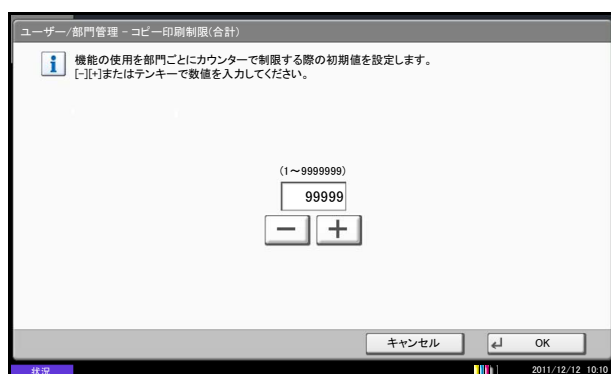 ユーザー/部門管理 - コピー印刷制限(合計)
機能の使用を部門ごとにカウンターで制限する際の初期値を設定します。
[-][+]またはテンキーで数値を入力してください。
(1～9999999)
99999
キャンセル
OK
状況
2011/12/12 10:10